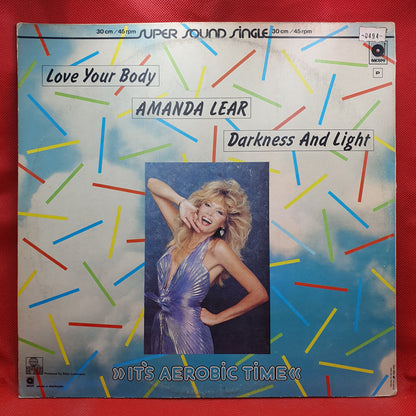 30 cm / 45 rpm SUPER SOUND SINGLE 30 cm / 45 rpm
-0494-
P
Love Your Body
AMANDA LEAR
Darkness And Light
»IT'S AEROBIC TIME«